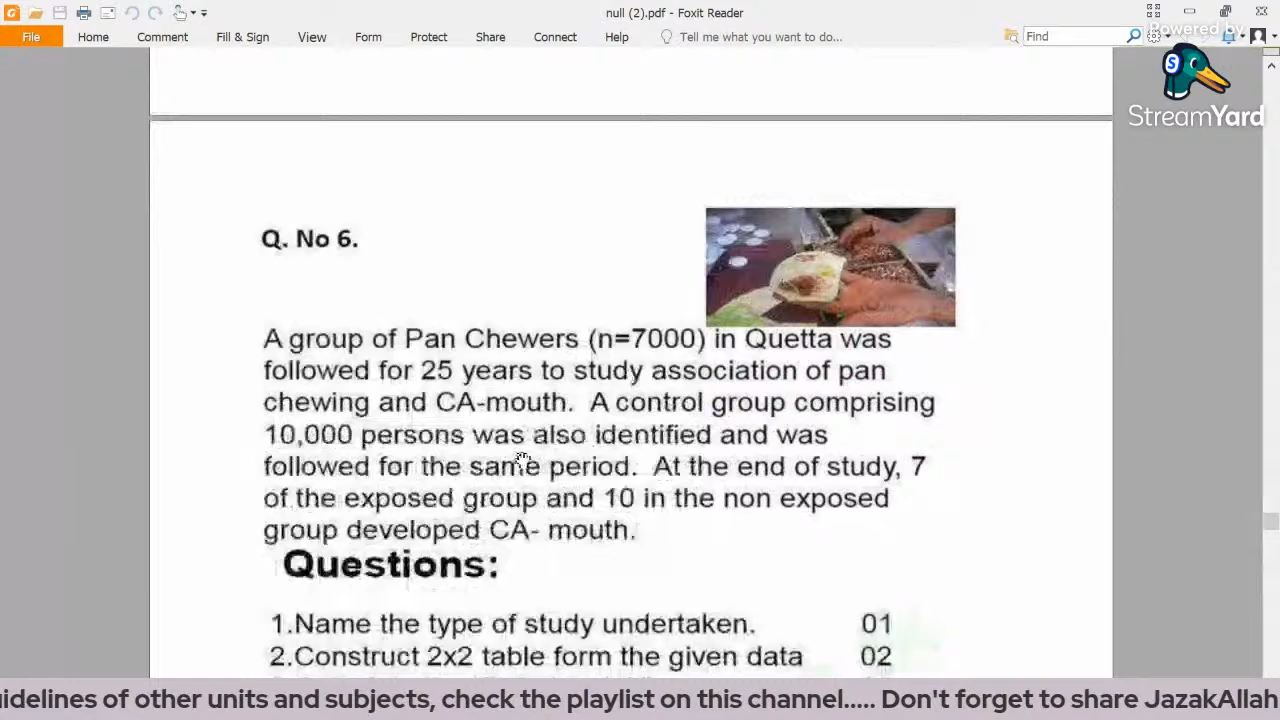 null (2).pdf - Foxit Reader
File Home Comment Fill & Sign View Form Protect Share Connect Help Tell me what you want to do... Find
Powered by
StreamYard
Q. No 6.
A group of Pan Chewers (n=7000) in Quetta was
followed for 25 years to study association of pan
chewing and CA-mouth. A control group comprising
10,000 persons was also identified and was
followed for the same period. At the end of study, 7
of the exposed group and 10 in the non exposed
group developed CA- mouth.
Questions:
1.Name the type of study undertaken. 01
2.Construct 2x2 table form the given data 02
idelines of other units and subjects, check the playlist on this channel..... Don't forget to share JazakAllah